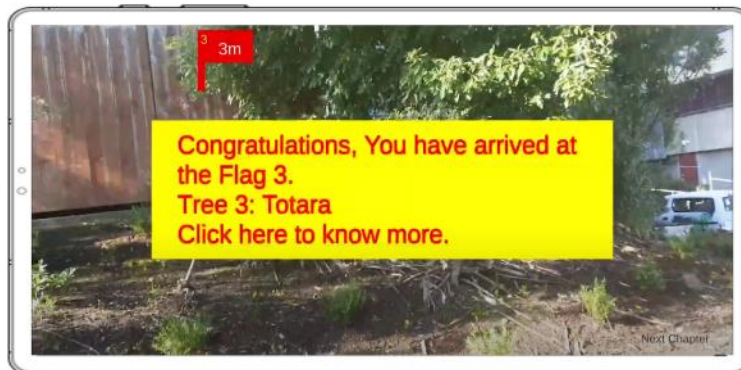 3
3m
Congratulations, You have arrived at
the Flag 3.
Tree 3: Totara
Click here to know more.
Next Chapter